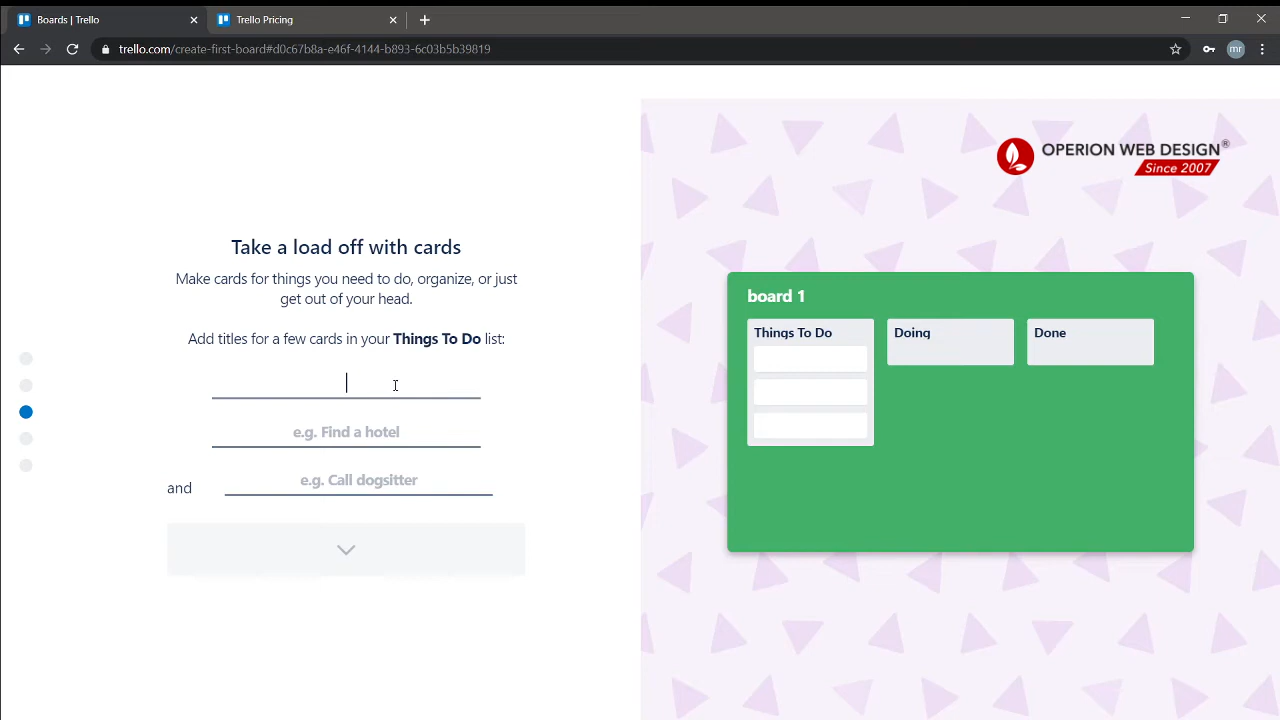 Boards | Trello
Trello Pricing
trello.com/create-first-board#d0c67b8a-e46f-4144-b893-6c03b5b39819
mr
OPERION WEB DESIGN®
Since 2007
Take a load off with cards
Make cards for things you need to do, organize, or just
get out of your head.
Add titles for a few cards in your Things To Do list:
e.g. Find a hotel
and e.g. Call dogsitter
board 1
Things To Do
Doing
Done